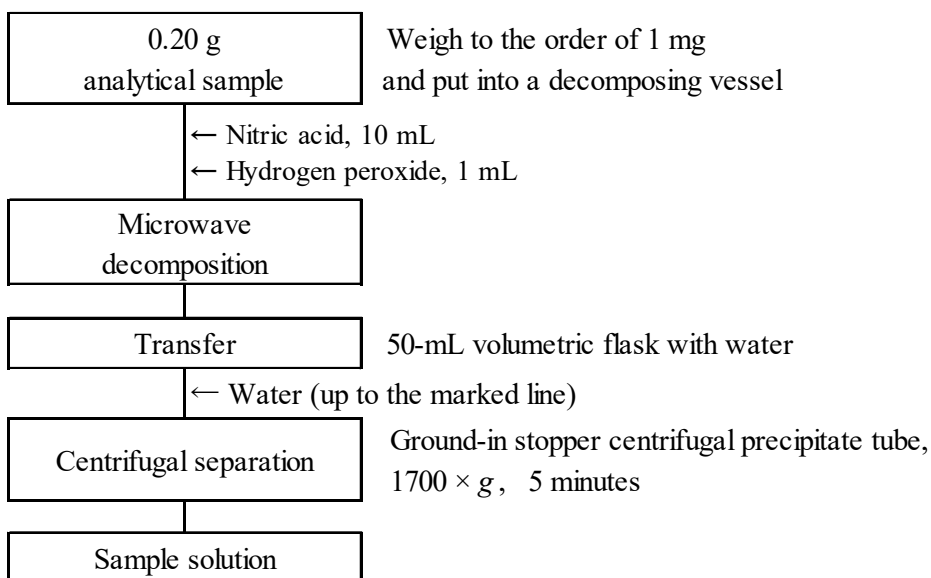 0.20 g
analytical sample
Weigh to the order of 1 mg
and put into a decomposing vessel
← Nitric acid, 10 mL
← Hydrogen peroxide, 1 mL
Microwave
decomposition
Transfer
50-mL volumetric flask with water
← Water (up to the marked line)
Centrifugal separation
Ground-in stopper centrifugal precipitate tube,
1700 × g , 5 minutes
Sample solution